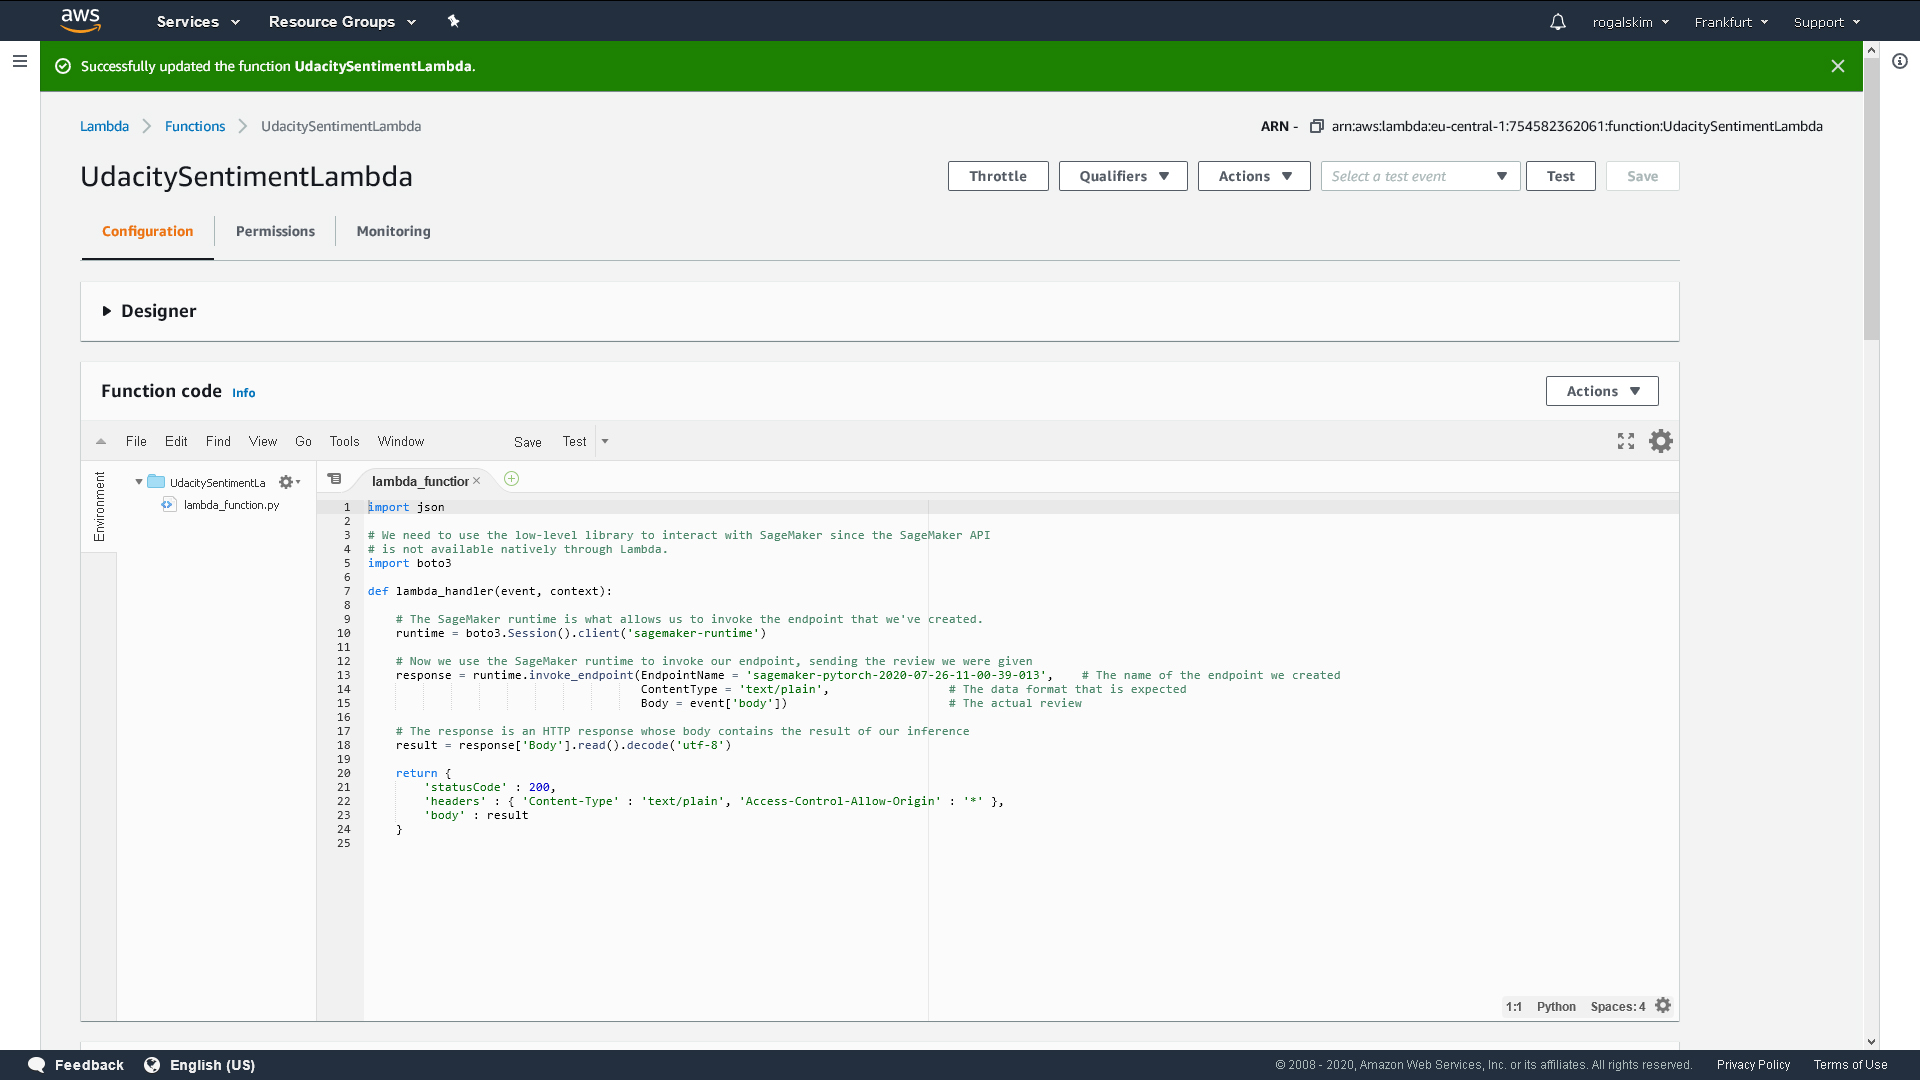 aws Services Resource Groups rogalskim Frankfurt Support
Successfully updated the function UdacitySentimentLambda.
Lambda Functions UdacitySentimentLambda ARN - arn:aws:lambda:eu-central-1:754582362061:function:UdacitySentimentLambda
UdacitySentimentLambda Throttle Qualifiers Actions Select a test event Test Save
Configuration Permissions Monitoring
Designer
Function code Info Actions
File Edit Find View Go Tools Window Save Test
Environment
UdacitySentimentLa
lambda_function.py
lambda_function
1 import json
2
3 # We need to use the low-level library to interact with SageMaker since the SageMaker API
4 # is not available natively through Lambda.
5 import boto3
6
7 def lambda_handler(event, context):
8
9     # The SageMaker runtime is what allows us to invoke the endpoint that we've created.
10     runtime = boto3.Session().client('sagemaker-runtime')
11
12     # Now we use the SageMaker runtime to invoke our endpoint, sending the review we were given
13     response = runtime.invoke_endpoint(EndpointName = 'sagemaker-pytorch-2020-07-26-11-00-39-013',    # The name of the endpoint we created
14                                        ContentType = 'text/plain',                 # The data format that is expected
15                                        Body = event['body'])                       # The actual review
16
17     # The response is an HTTP response whose body contains the result of our inference
18     result = response['Body'].read().decode('utf-8')
19
20     return {
21         'statusCode' : 200,
22         'headers' : { 'Content-Type' : 'text/plain', 'Access-Control-Allow-Origin' : '*' },
23         'body' : result
24     }
25
1:1 Python Spaces: 4
Feedback English (US) © 2008 - 2020, Amazon Web Services, Inc. or its affiliates. All rights reserved. Privacy Policy Terms of Use